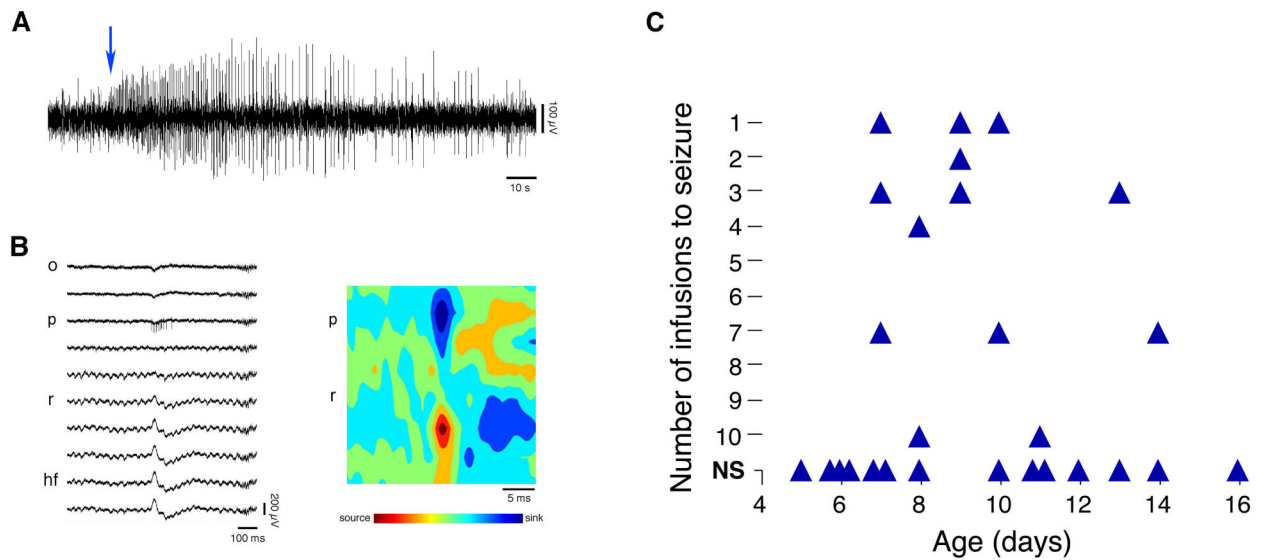 A
100 µV
10 s
B
o
p
r
hf
200 µV
100 ms
p
r
5 ms
source
sink
C
Number of infusions to seizure
1
2
3
4
5
6
7
8
9
10
NS
4
6
8
10
12
14
16
Age (days)